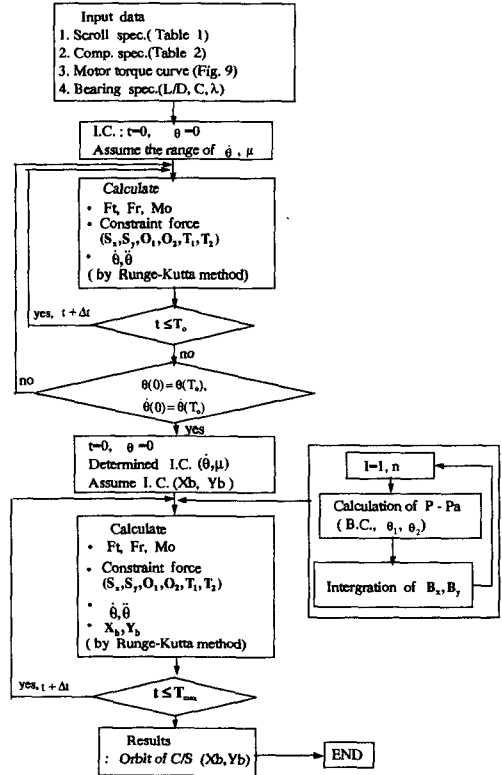 Input data
1. Scroll spec.( Table 1)
2. Comp. spec.(Table 2)
3. Motor torque curve (Fig. 9)
4. Bearing spec.(L/D, C, λ)
I.C. : t=0, θ=0
Assume the range of θ̇ , μ
Calculate
• Ft, Fr, Mo
• Constraint force
(Sx,Sy,O1,O2,T1,T2)
• θ̇,θ̈
( by Runge-Kutta method)
yes, t + Δt
t ≤ To
no
no
θ(0) = θ(To),
θ̇(0) = θ̇(To)
yes
t=0, θ =0
Determined I.C. (θ̇,μ)
Assume I. C. (Xb, Yb )
I=1, n
Calculation of P - Pa
( B.C., θ1, θ2)
Intergration of Bx, By
Calculate
• Ft, Fr, Mo
• Constraint force
(Sx,Sy,O1,O2,T1,T2)
• θ̇,θ̈
• Xb,Yb
( by Runge-Kutta method)
yes, t + Δt
t ≤ Tmax
Results
: Orbit of C/S (Xb,Yb)
END